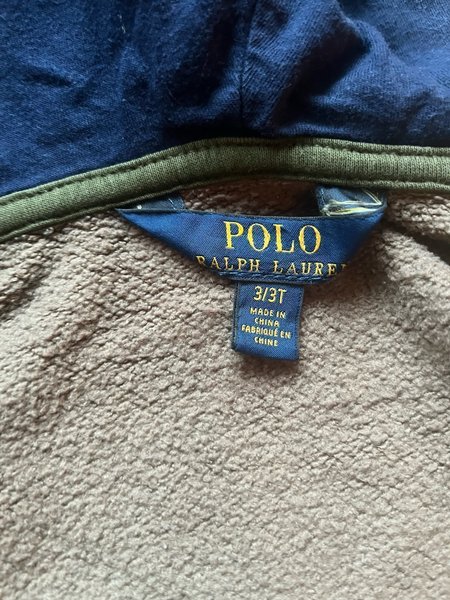 POLO
RALPH LAUREN
3/3T
MADE IN
CHINA
FABRIQUÉ EN
CHINE